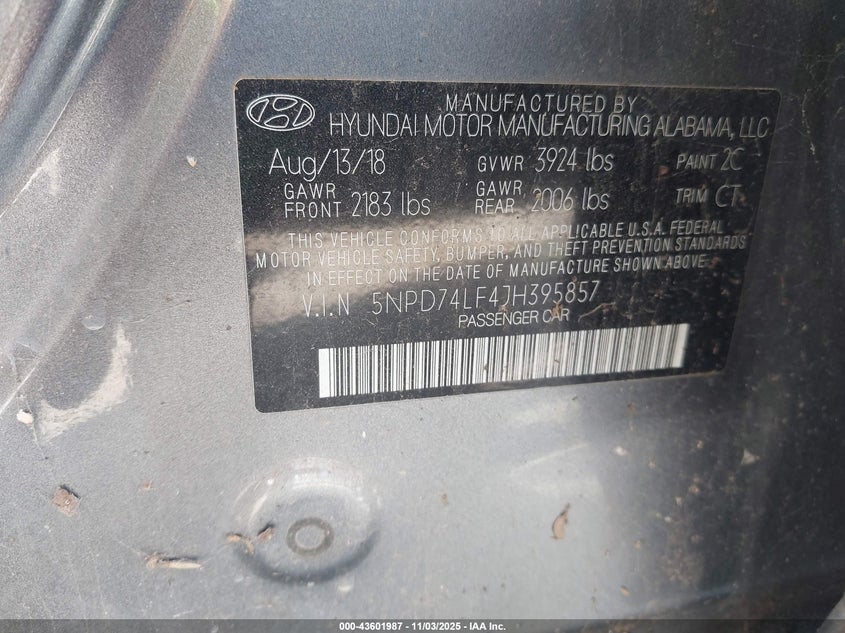 MANUFACTURED BY
HYUNDAI MOTOR MANUFACTURING ALABAMA, LLC
Aug/13/18 GVWR 3924 lbs PAINT 2C
GAWR FRONT 2183 lbs GAWR REAR 2006 lbs TRIM CT
THIS VEHICLE CONFORMS TO ALL APPLICABLE U.S.A. FEDERAL
MOTOR VEHICLE SAFETY, BUMPER, AND THEFT PREVENTION STANDARDS
IN EFFECT ON THE DATE OF MANUFACTURE SHOWN ABOVE.
V.I.N 5NPD74LF4JH395857
PASSENGER CAR
000-43601987 - 11/03/2025 - IAA Inc.